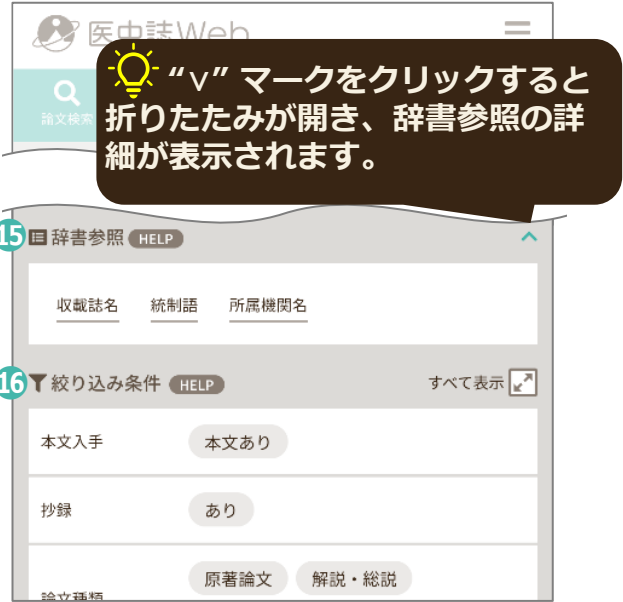 医中誌Web
“∨” マークをクリックすると
折りたたみが開き、辞書参照の詳
細が表示されます。
論文検索
15 辞書参照 HELP
収載誌名 統制語 所属機関名
16 絞り込み条件 HELP すべて表示
本文入手 本文あり
抄録 あり
原著論文 解説・総説
論文種類